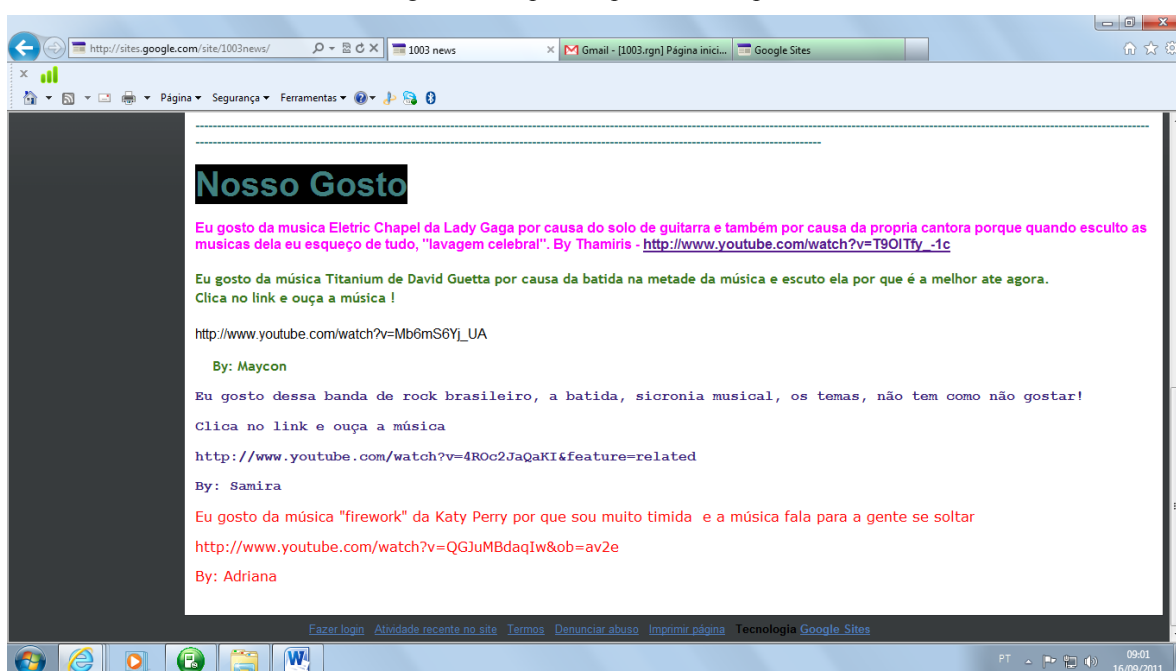 http://sites.google.com/site/1003news/
1003 news
Gmail - [1003.rgn] Página inici...
Google Sites
Página
Segurança
Ferramentas
Nosso Gosto
Eu gosto da musica Eletric Chapel da Lady Gaga por causa do solo de guitarra e também por causa da propria cantora porque quando esculto as
musicas dela eu esqueço de tudo, "lavagem celebral". By Thamiris - http://www.youtube.com/watch?v=T9OlTfy_-1c
Eu gosto da música Titanium de David Guetta por causa da batida na metade da música e escuto ela por que é a melhor ate agora.
Clica no link e ouça a música !
http://www.youtube.com/watch?v=Mb6mS6Yj_UA
By: Maycon
Eu gosto dessa banda de rock brasileiro, a batida, sicronia musical, os temas, não tem como não gostar!
Clica no link e ouça a música
http://www.youtube.com/watch?v=4ROc2JaQaKI&feature=related
By: Samira
Eu gosto da música "firework" da Katy Perry por que sou muito timida e a música fala para a gente se soltar
http://www.youtube.com/watch?v=QGJuMBdaqIw&ob=av2e
By: Adriana
Fazer login Atividade recente no site Termos Denunciar abuso Imprimir página Tecnologia Google Sites
PT
09:01
16/09/2011